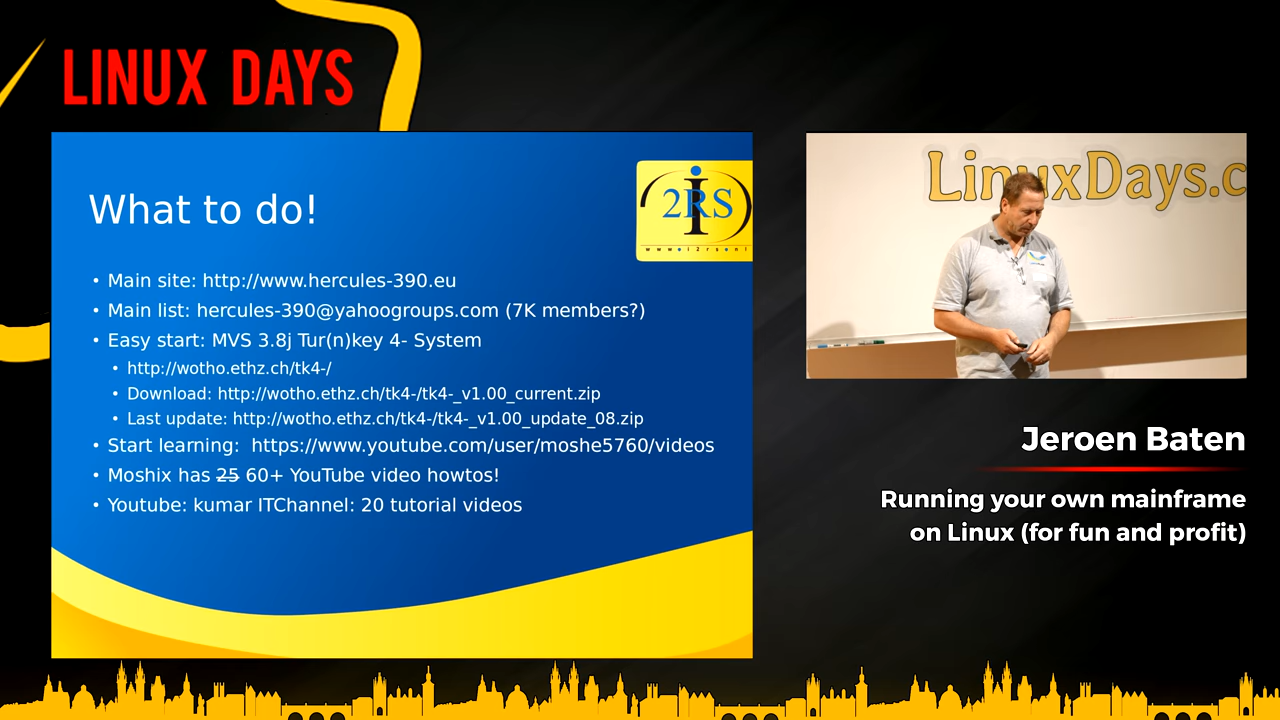 LINUX DAYS
What to do!
2RS
i
www.i2rs.nl
• Main site: http://www.hercules-390.eu
• Main list: hercules-390@yahoogroups.com (7K members?)
• Easy start: MVS 3.8j Tur(n)key 4- System
• http://wotho.ethz.ch/tk4-/
• Download: http://wotho.ethz.ch/tk4-/tk4-_v1.00_current.zip
• Last update: http://wotho.ethz.ch/tk4-/tk4-_v1.00_update_08.zip
• Start learning:  https://www.youtube.com/user/moshe5760/videos
• Moshix has 25 60+ YouTube video howtos!
• Youtube: kumar ITChannel: 20 tutorial videos
LinuxDays.c
Jeroen Baten
Running your own mainframe
on Linux (for fun and profit)